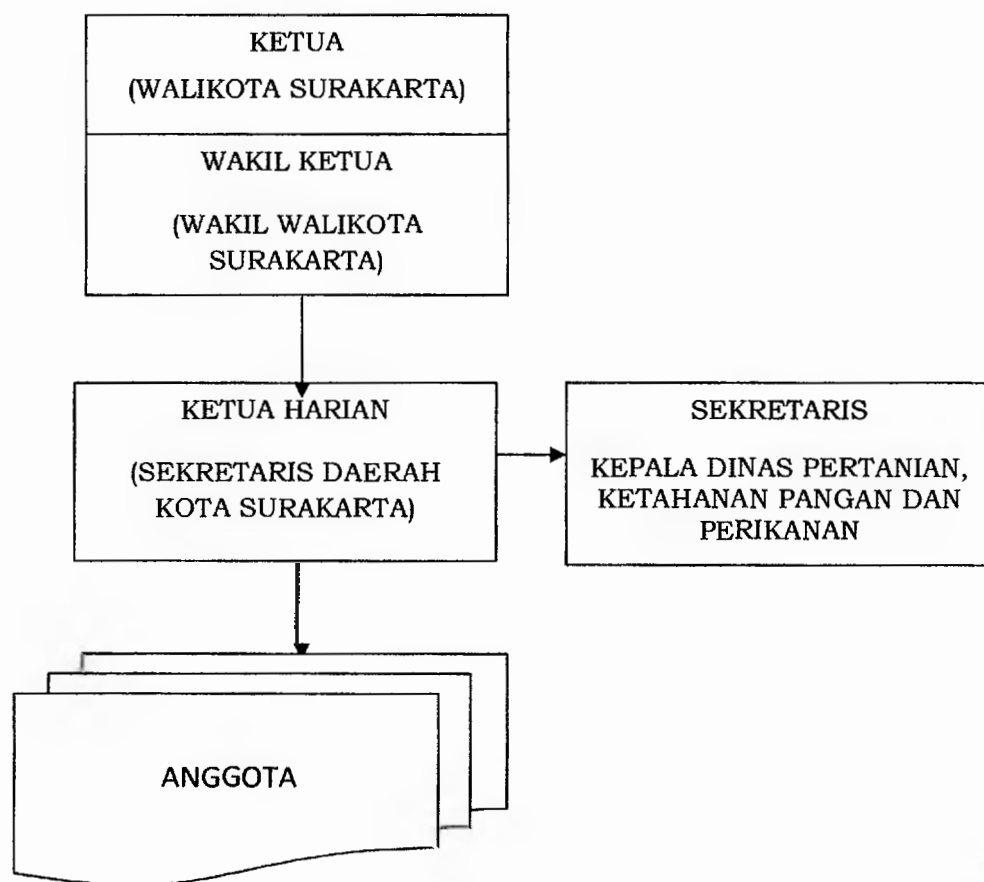 KETUA
(WALIKOTA SURAKARTA)
WAKIL KETUA
(WAKIL WALIKOTA
SURAKARTA)
KETUA HARIAN
(SEKRETARIS DAERAH
KOTA SURAKARTA)
SEKRETARIS
KEPALA DINAS PERTANIAN,
KETAHANAN PANGAN DAN
PERIKANAN
ANGGOTA